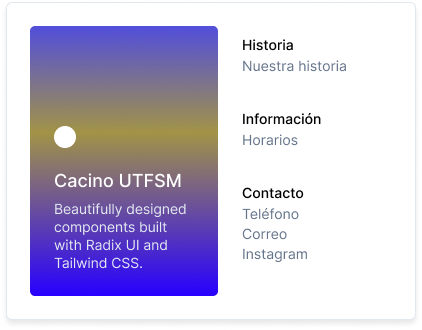 Cacino UTFSM
Beautifully designed
components built
with Radix UI and
Tailwind CSS.
Historia
Nuestra historia
Información
Horarios
Contacto
Teléfono
Correo
Instagram